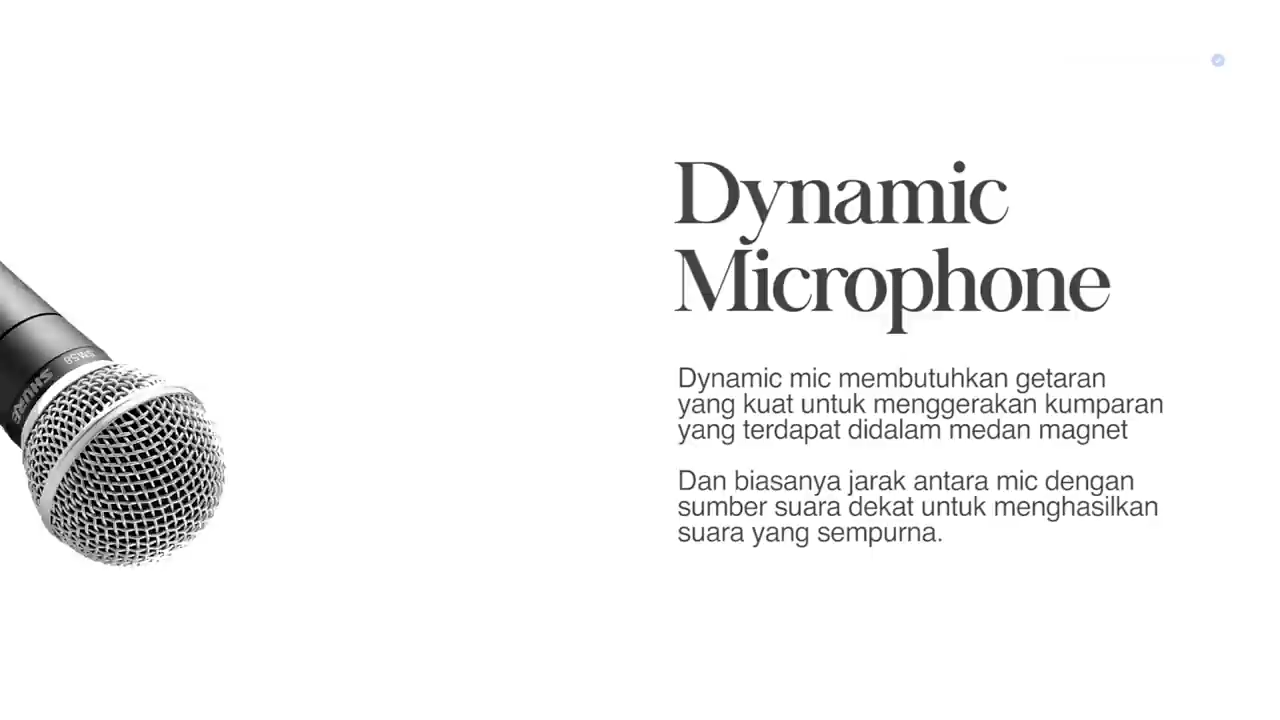 Dynamic
Microphone
Dynamic mic membutuhkan getaran
yang kuat untuk menggerakan kumparan
yang terdapat didalam medan magnet
Dan biasanya jarak antara mic dengan
sumber suara dekat untuk menghasilkan
suara yang sempurna.
SM58
SHURE